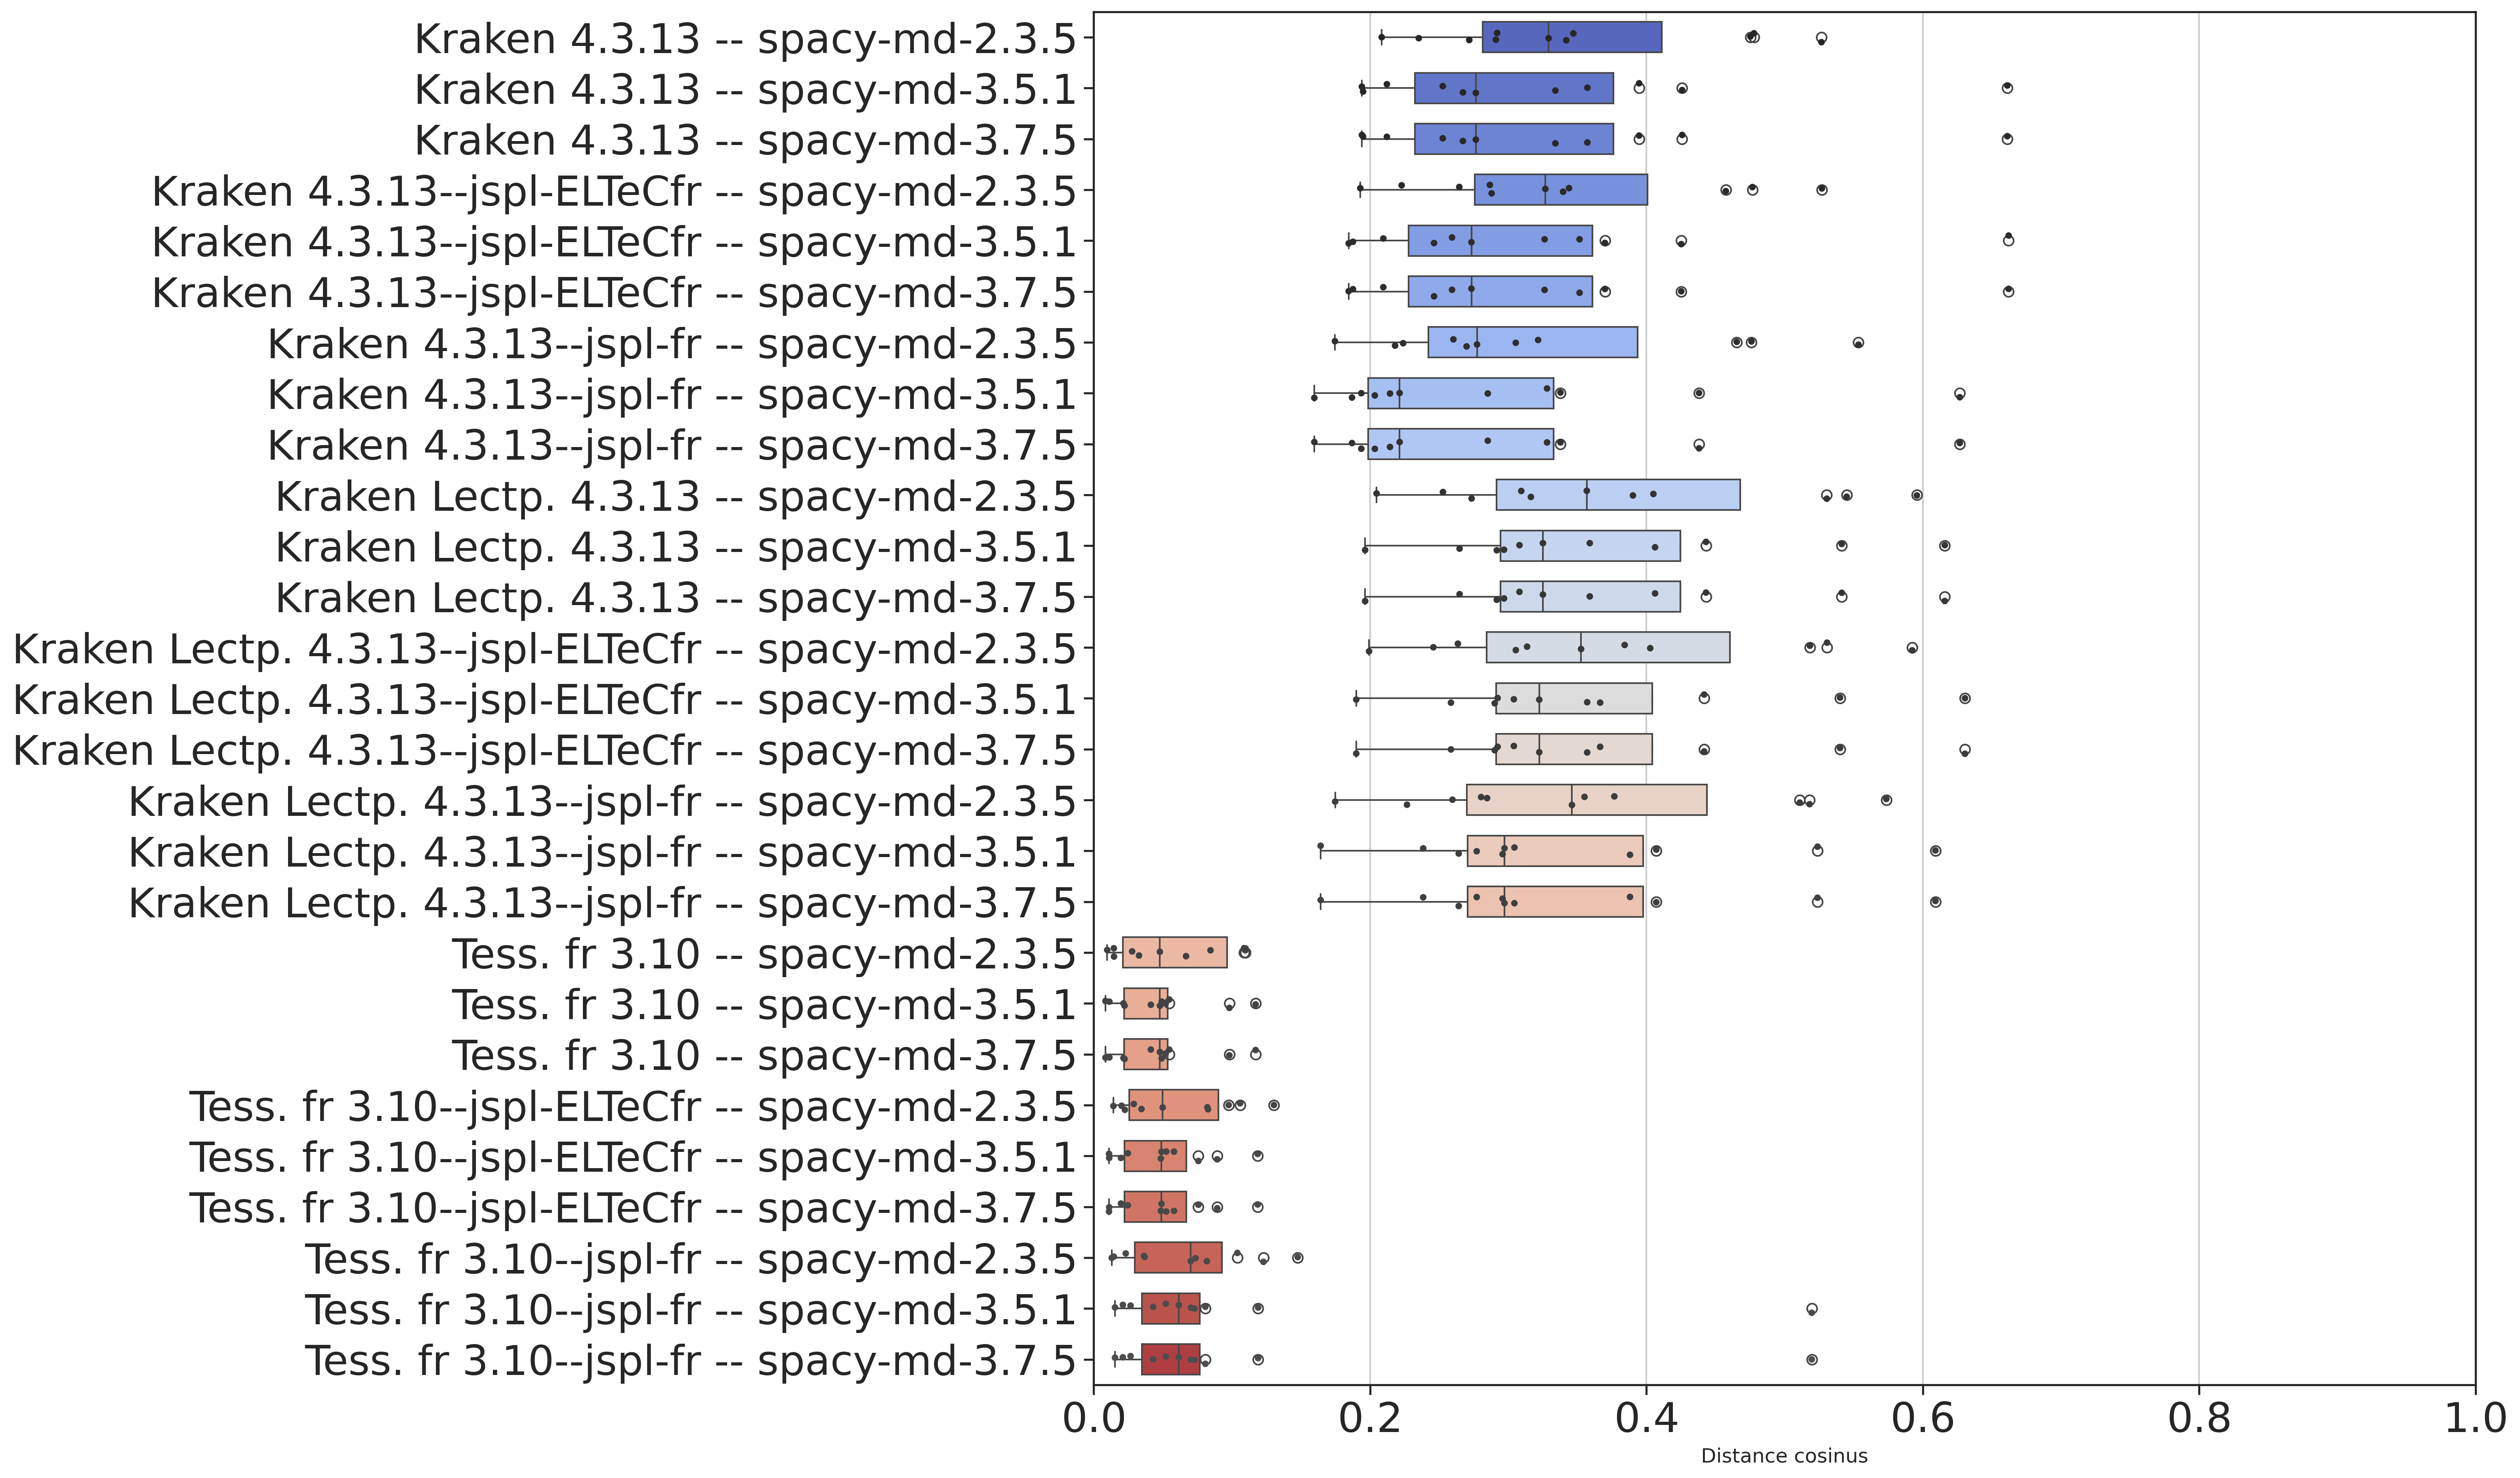 Kraken 4.3.13 -- spacy-md-2.3.5
Kraken 4.3.13 -- spacy-md-3.5.1
Kraken 4.3.13 -- spacy-md-3.7.5
Kraken 4.3.13--jspl-ELTeCfr -- spacy-md-2.3.5
Kraken 4.3.13--jspl-ELTeCfr -- spacy-md-3.5.1
Kraken 4.3.13--jspl-ELTeCfr -- spacy-md-3.7.5
Kraken 4.3.13--jspl-fr -- spacy-md-2.3.5
Kraken 4.3.13--jspl-fr -- spacy-md-3.5.1
Kraken 4.3.13--jspl-fr -- spacy-md-3.7.5
Kraken Lectp. 4.3.13 -- spacy-md-2.3.5
Kraken Lectp. 4.3.13 -- spacy-md-3.5.1
Kraken Lectp. 4.3.13 -- spacy-md-3.7.5
Kraken Lectp. 4.3.13--jspl-ELTeCfr -- spacy-md-2.3.5
Kraken Lectp. 4.3.13--jspl-ELTeCfr -- spacy-md-3.5.1
Kraken Lectp. 4.3.13--jspl-ELTeCfr -- spacy-md-3.7.5
Kraken Lectp. 4.3.13--jspl-fr -- spacy-md-2.3.5
Kraken Lectp. 4.3.13--jspl-fr -- spacy-md-3.5.1
Kraken Lectp. 4.3.13--jspl-fr -- spacy-md-3.7.5
Tess. fr 3.10 -- spacy-md-2.3.5
Tess. fr 3.10 -- spacy-md-3.5.1
Tess. fr 3.10 -- spacy-md-3.7.5
Tess. fr 3.10--jspl-ELTeCfr -- spacy-md-2.3.5
Tess. fr 3.10--jspl-ELTeCfr -- spacy-md-3.5.1
Tess. fr 3.10--jspl-ELTeCfr -- spacy-md-3.7.5
Tess. fr 3.10--jspl-fr -- spacy-md-2.3.5
Tess. fr 3.10--jspl-fr -- spacy-md-3.5.1
Tess. fr 3.10--jspl-fr -- spacy-md-3.7.5
0.0 0.2 0.4 0.6 0.8 1.0
Distance cosinus